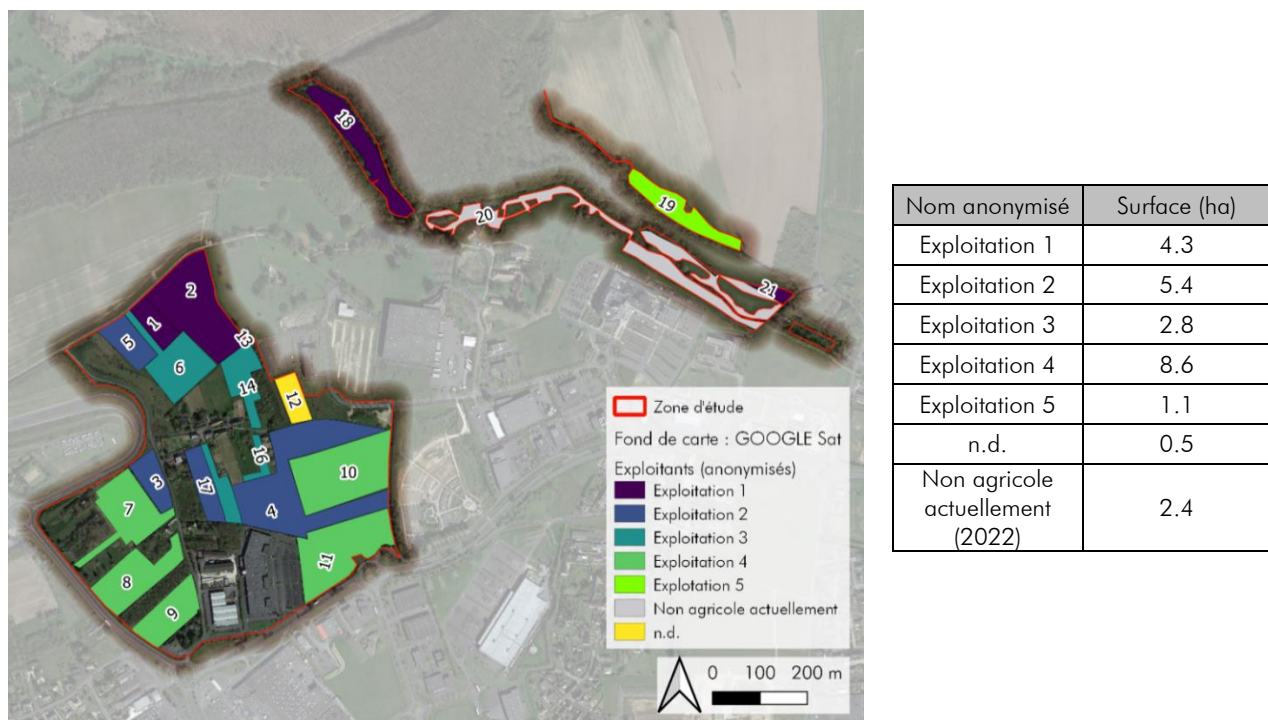 18
19
20
21
2
1
13
5
6
14
12
16
10
3
17
7
4
11
8
9
Zone d'étude
Fond de carte : GOOGLE Sat
Exploitants (anonymisés)
Exploitation 1
Exploitation 2
Exploitation 3
Exploitation 4
Explotation 5
Non agricole actuellement
n.d.
0 100 200 m
Nom anonymisé Surface (ha)
Exploitation 1 4.3
Exploitation 2 5.4
Exploitation 3 2.8
Exploitation 4 8.6
Exploitation 5 1.1
n.d. 0.5
Non agricole
actuellement 2.4
(2022)